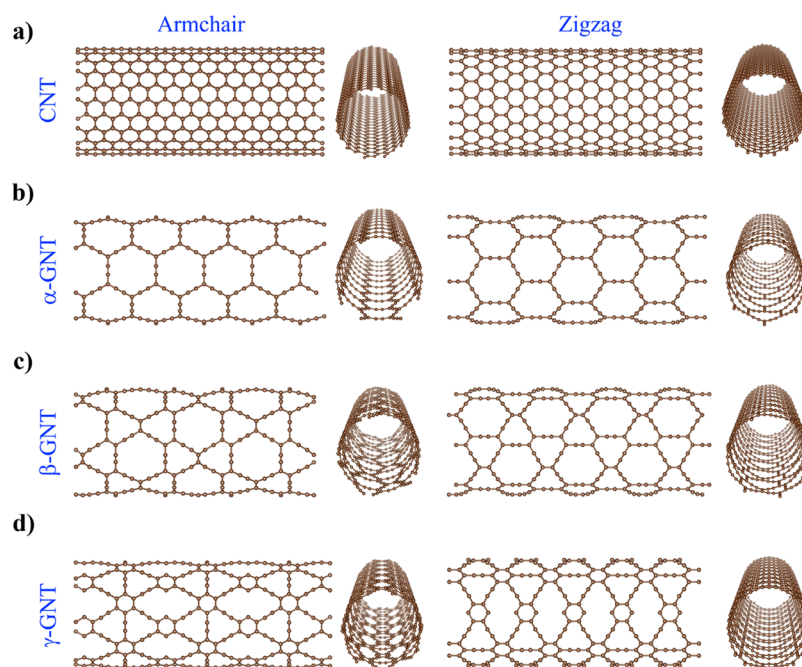 Armchair Zigzag
a)
CNT
b)
α-GNT
c)
β-GNT
d)
γ-GNT